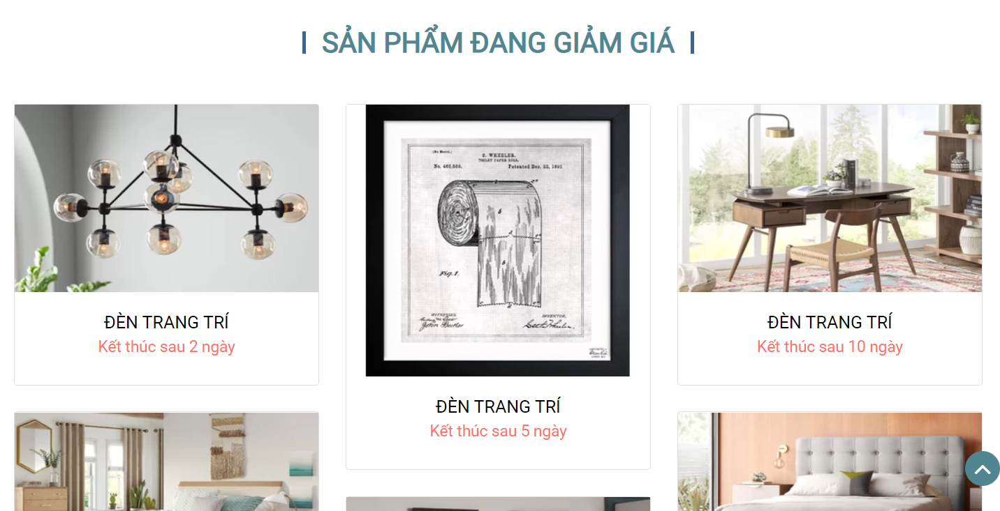 SẢN PHẨM ĐANG GIẢM GIÁ
ĐÈN TRANG TRÍ
Kết thúc sau 2 ngày
(No Model.)
S. WHEELER.
TOILET PAPER ROLL.
No. 465,588.
Patented Dec. 22, 1891
b
b
Fig. 1.
WITNESSES
INVENTOR,
ĐÈN TRANG TRÍ
Kết thúc sau 5 ngày
ĐÈN TRANG TRÍ
Kết thúc sau 10 ngày